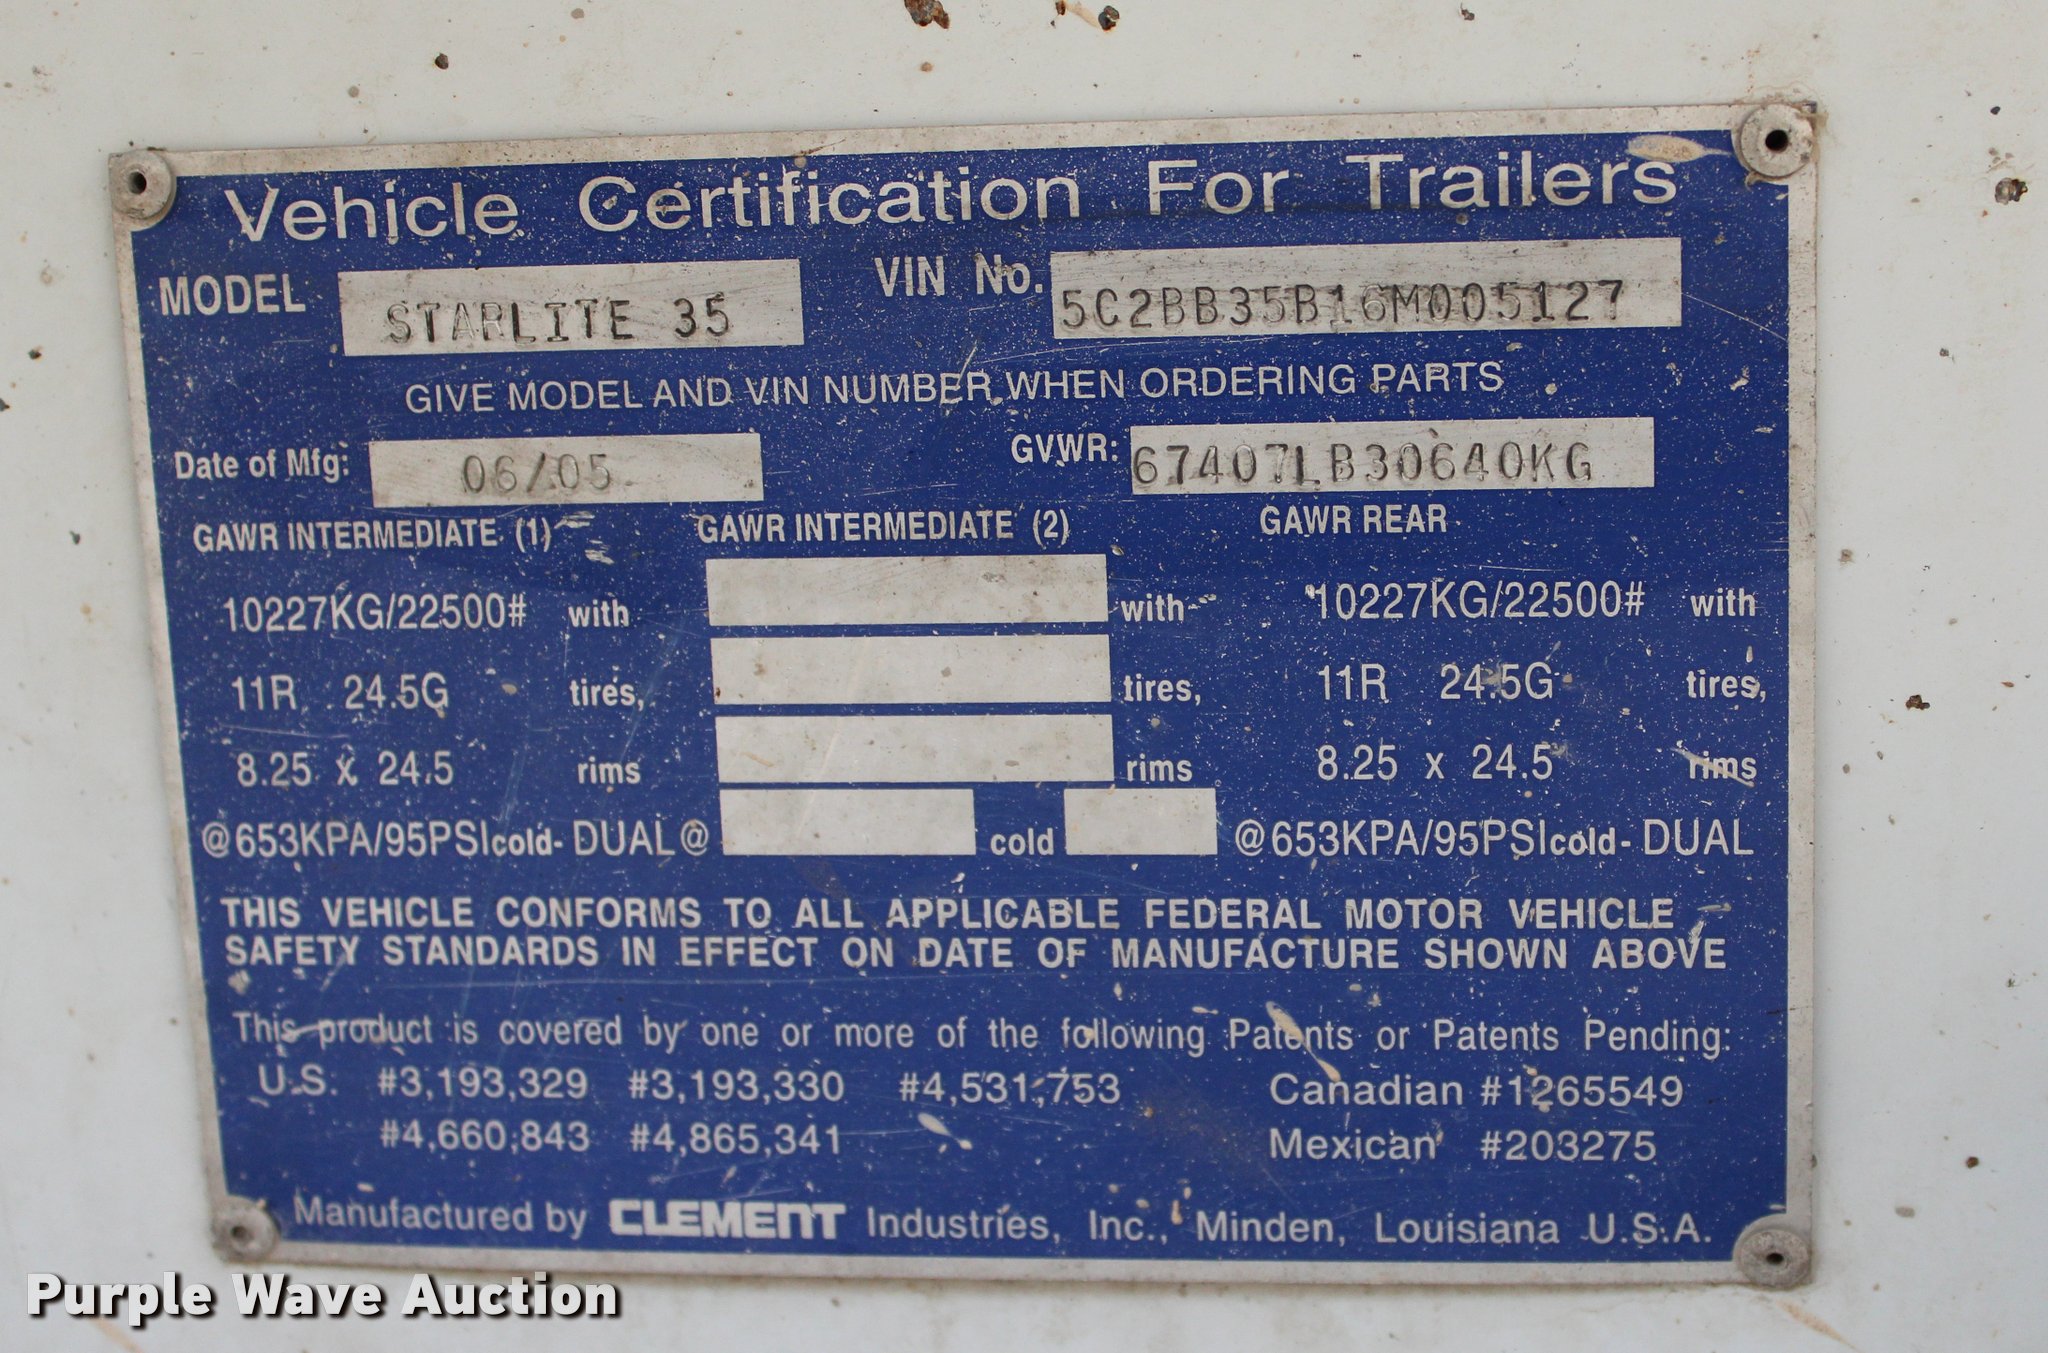 Vehicle Certification For Trailers
MODEL STARLITE 35 VIN No. 5C2BB35B16M005127
GIVE MODEL AND VIN NUMBER WHEN ORDERING PARTS
Date of Mfg: 06/05 GVWR: 67407LB30640KG
GAWR INTERMEDIATE (1) GAWR INTERMEDIATE (2) GAWR REAR
10227KG/22500# with with 10227KG/22500# with
11R 24.5G tires, tires, 11R 24.5G tires,
8.25 x 24.5 rims rims 8.25 x 24.5 rims
@653KPA/95PSIcold- DUAL @ cold @653KPA/95PSIcold- DUAL
THIS VEHICLE CONFORMS TO ALL APPLICABLE FEDERAL MOTOR VEHICLE
SAFETY STANDARDS IN EFFECT ON DATE OF MANUFACTURE SHOWN ABOVE
This product is covered by one or more of the following Patents or Patents Pending:
U.S. #3,193,329 #3,193,330 #4,531,753 Canadian #1265549
#4,660,843 #4,865,341 Mexican #203275
Manufactured by CLEMENT Industries, Inc., Minden, Louisiana U.S.A.
Purple Wave Auction